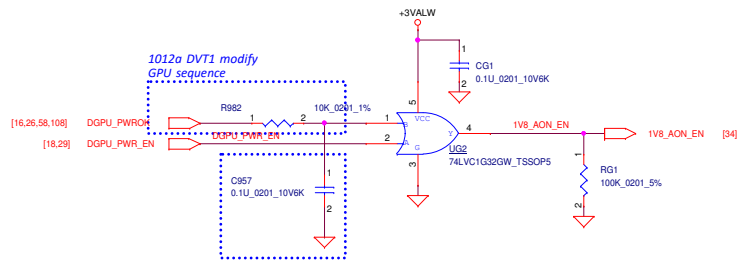 +3VALW
1012a DVT1 modify
GPU sequence
1
CG1
0.1U_0201_10V6K
2
R982
10K_0201_1%
5
[16,26,58,108] DGPU_PWROK 1 2 1 B VCC
Y 4 1V8_AON_EN 1V8_AON_EN [34]
DGPU_PWR_EN
[18,29] DGPU_PWR_EN 2 A G
UG2
74LVC1G32GW_TSSOP5
3
1
C957
0.1U_0201_10V6K
2
1
RG1
100K_0201_5%
2